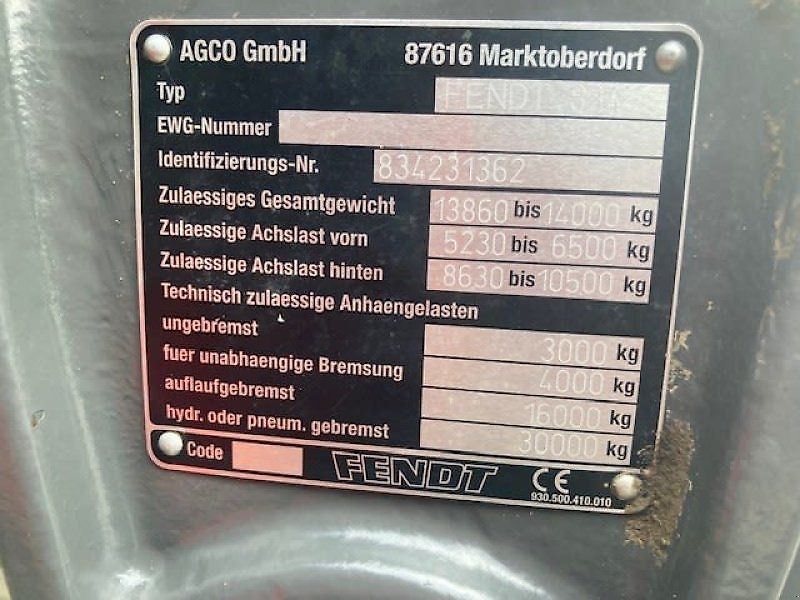 AGCO GmbH 87616 Marktoberdorf
Typ FENDT
EWG-Nummer
Identifizierungs-Nr. 834231362
Zulaessiges Gesamtgewicht 13860 bis 14000 kg
Zulaessige Achslast vorn 5230 bis 6500 kg
Zulaessige Achslast hinten 8630 bis 10500 kg
Technisch zulaessige Anhaengelasten
ungebremst 3000 kg
fuer unabhaengige Bremsung 4000 kg
auflaufgebremst 16000 kg
hydr. oder pneum. gebremst 30000 kg
Code FENDT CE
930.500.410.010